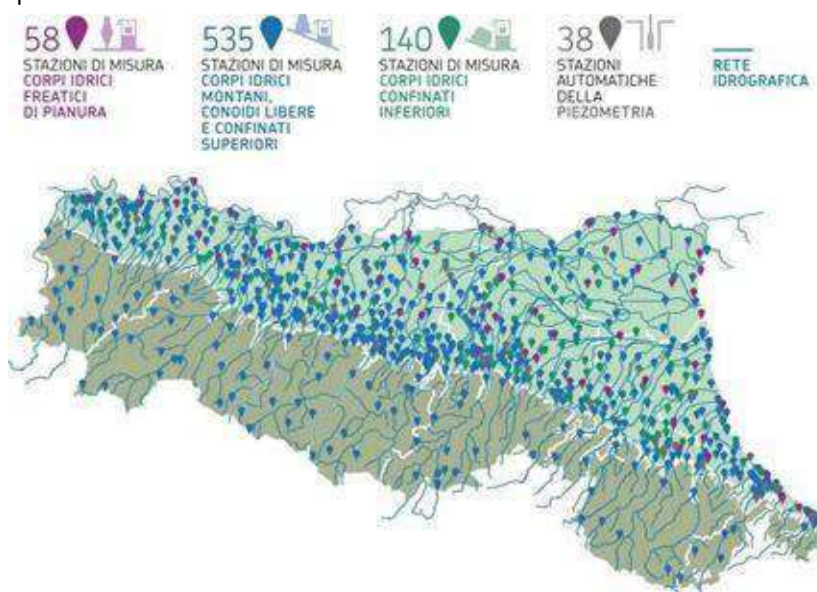 58
STAZIONI DI MISURA
CORPI IDRICI
FREATICI
DI PIANURA
535
STAZIONI DI MISURA
CORPI IDRICI
MONTANI,
CONOIDI LIBERE
E CONFINATI
SUPERIORI
140
STAZIONI DI MISURA
CORPI IDRICI
CONFINATI
INFERIORI
38
STAZIONI
AUTOMATICHE
DELLA
PIEZOMETRIA
RETE
IDROGRAFICA